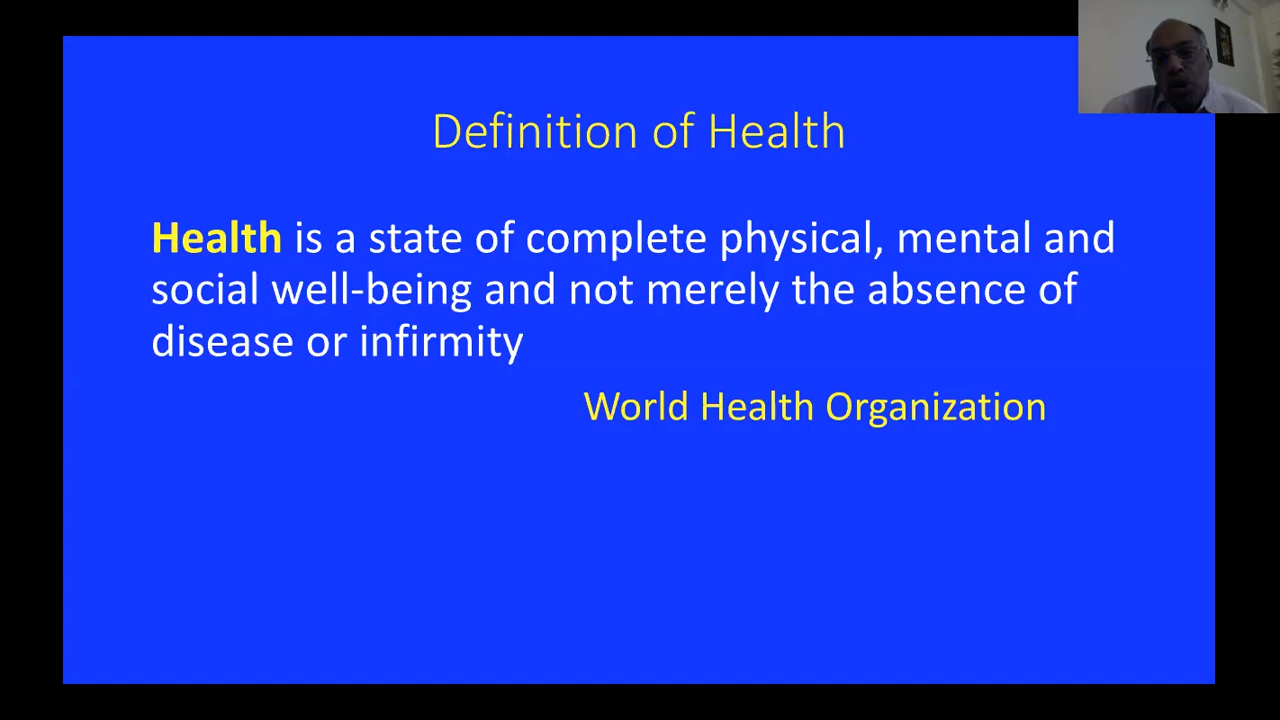 Definition of Health
Health is a state of complete physical, mental and
social well-being and not merely the absence of
disease or infirmity
World Health Organization